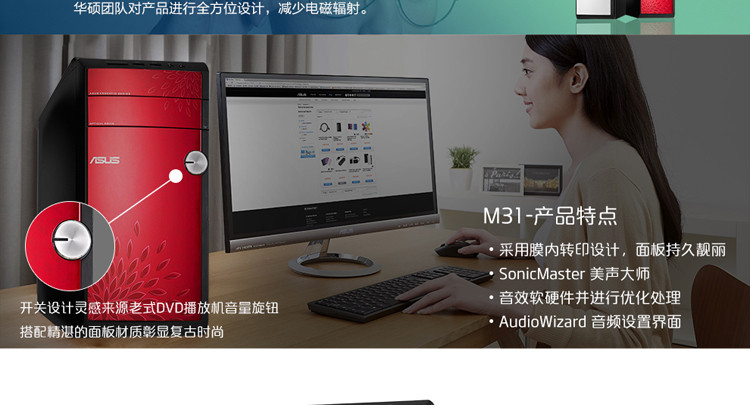 华硕团队对产品进行全方位设计，减少电磁辐射。
ASUS
M31-产品特点
• 采用膜内转印设计，面板持久靓丽
• SonicMaster 美声大师
• 音效软硬件并进行优化处理
• AudioWizard 音频设置界面
开关设计灵感来源老式DVD播放机音量旋钮
搭配精湛的面板材质彰显复古时尚